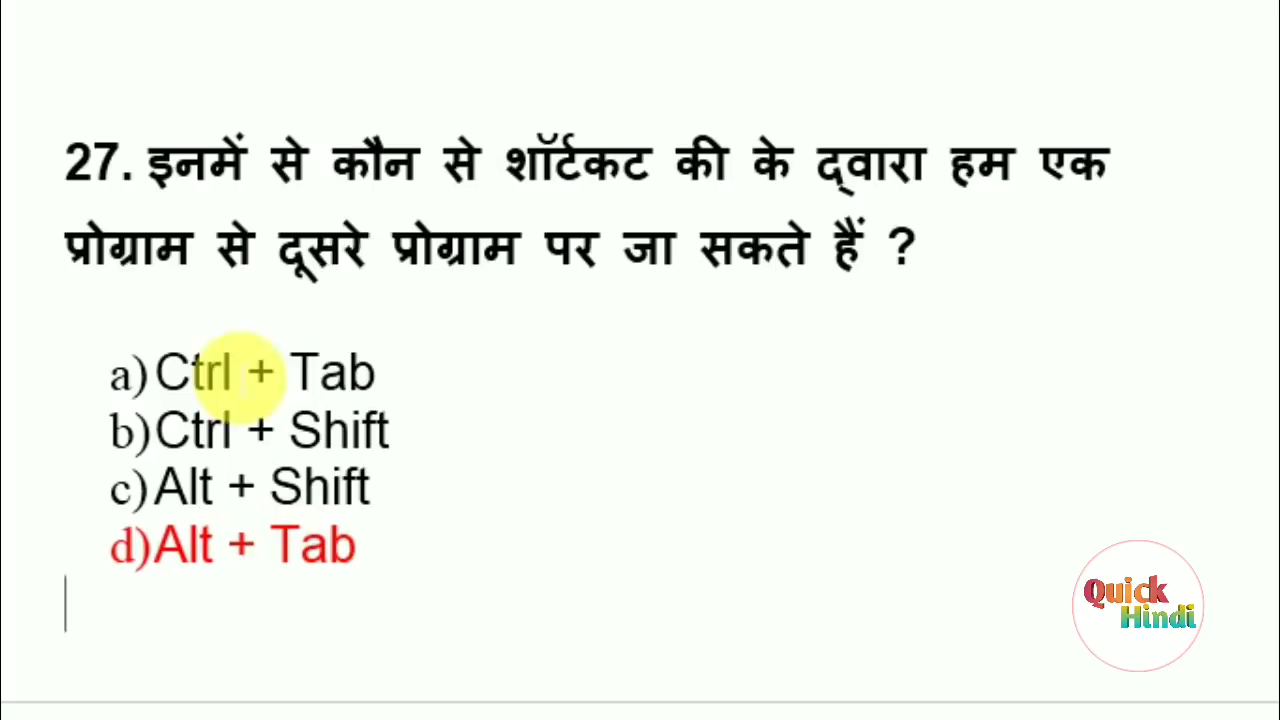 27. इनमें से कौन से शॉर्टकट की के द्वारा हम एक
प्रोग्राम से दूसरे प्रोग्राम पर जा सकते हैं ?
a) Ctrl + Tab
b) Ctrl + Shift
c) Alt + Shift
d) Alt + Tab
Quick
Hindi